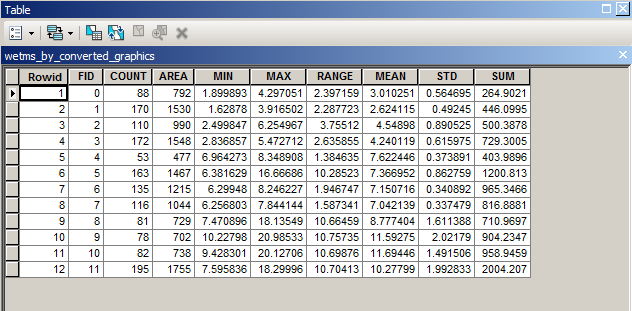 Table
wetms_by_converted_graphics
Rowid FID COUNT AREA MIN MAX RANGE MEAN STD SUM
1 0 88 792 1.899893 4.297051 2.397159 3.010251 0.564695 264.9021
2 1 170 1530 1.62878 3.916502 2.287723 2.624115 0.49245 446.0995
3 2 110 990 2.499847 6.254967 3.75512 4.54898 0.890525 500.3878
4 3 172 1548 2.836857 5.472712 2.635855 4.240119 0.615975 729.3005
5 4 53 477 6.964273 8.348908 1.384635 7.622446 0.373891 403.9896
6 5 163 1467 6.381629 16.66686 10.28523 7.366952 0.862759 1200.813
7 6 135 1215 6.29948 8.246227 1.946747 7.150716 0.340892 965.3466
8 7 116 1044 6.256803 7.844144 1.587341 7.042139 0.337479 816.8881
9 8 81 729 7.470896 18.13549 10.66459 8.777404 1.611388 710.9697
10 9 78 702 10.22798 20.98533 10.75735 11.59275 2.02179 904.2347
11 10 82 738 9.428301 20.12706 10.69876 11.69446 1.491506 958.9459
12 11 195 1755 7.595836 18.29996 10.70413 10.27799 1.992833 2004.207